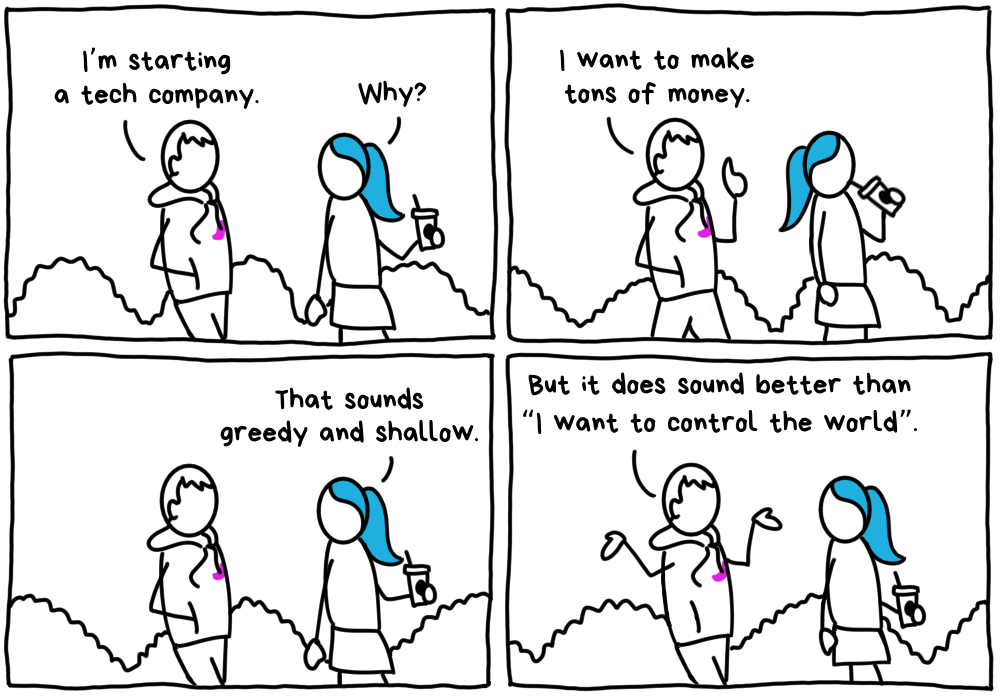 I'm starting
a tech company.
Why?
I want to make
tons of money.
That sounds
greedy and shallow.
But it does sound better than
“I want to control the world”.